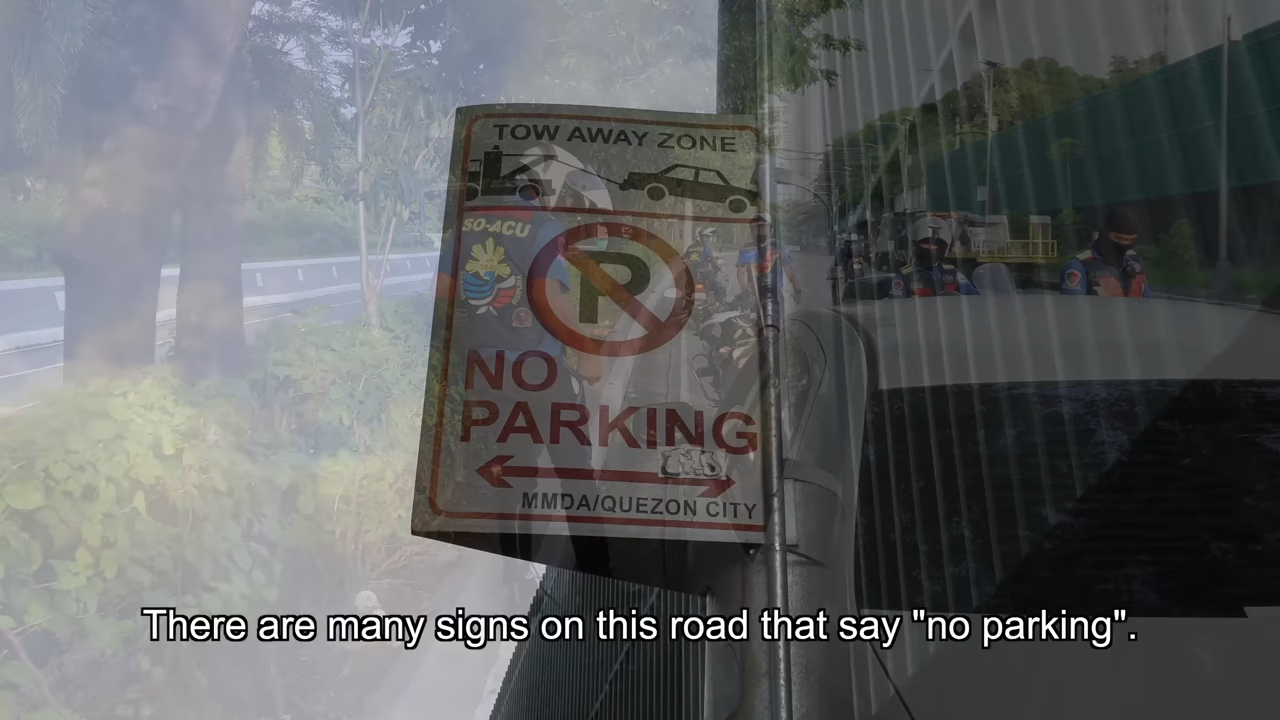 TOW AWAY ZONE
SO-ACU
P
NO
PARKING
MMDA/QUEZON CITY
There are many signs on this road that say "no parking".